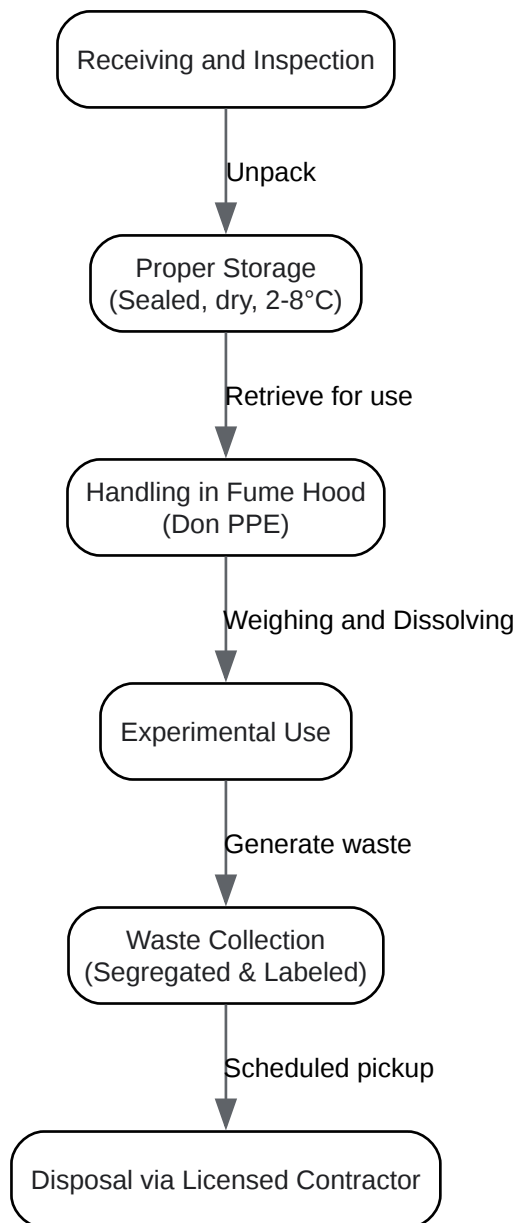 Receiving and Inspection
Unpack
Proper Storage
(Sealed, dry, 2-8°C)
Retrieve for use
Handling in Fume Hood
(Don PPE)
Weighing and Dissolving
Experimental Use
Generate waste
Waste Collection
(Segregated & Labeled)
Scheduled pickup
Disposal via Licensed Contractor